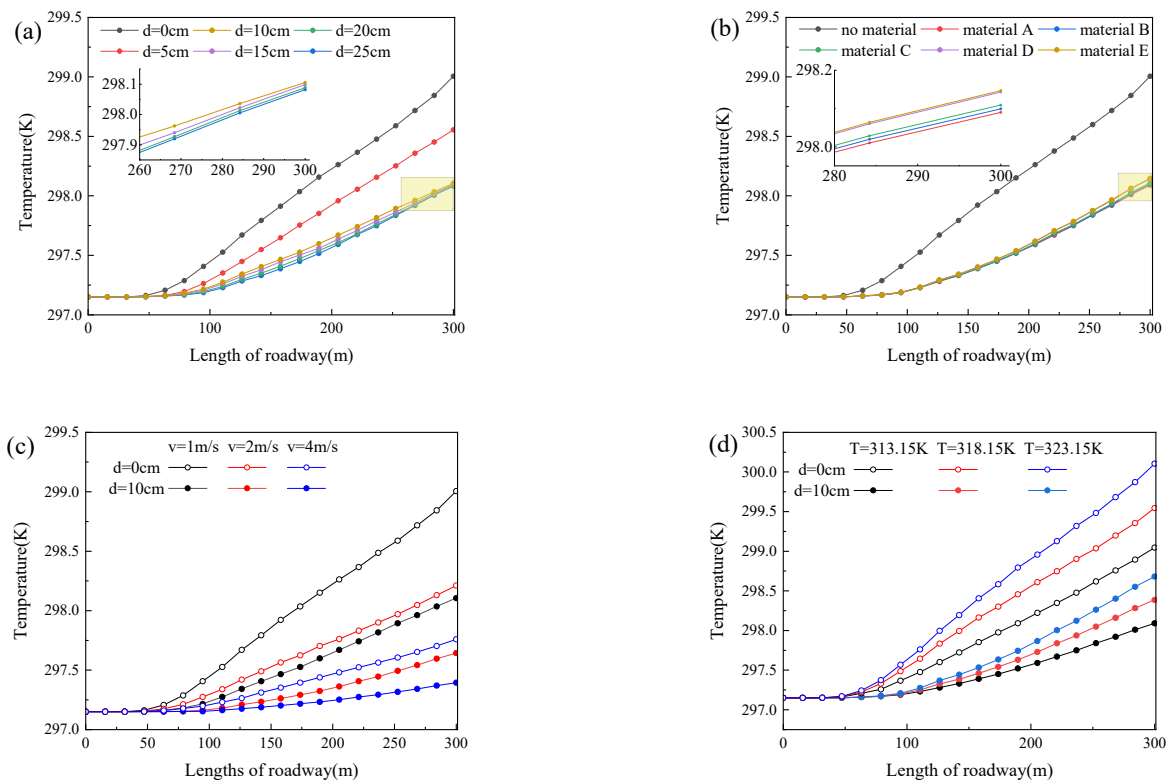 (a)
d=0cm d=10cm d=20cm
d=5cm d=15cm d=25cm
299.5
299.0
298.5
298.0
297.5
297.0
298.1
298.0
297.9
260 270 280 290 300
0 100 200 300
Temperature(K)
Length of roadway(m)
(b)
no material material A material B
material C material D material E
299.5
299.0
298.5
298.0
297.5
297.0
298.2
298.0
280 290 300
0 50 100 150 200 250 300
Temperature(K)
Length of roadway(m)
(c)
v=1m/s v=2m/s v=4m/s
d=0cm
d=10cm
299.5
299.0
298.5
298.0
297.5
297.0
0 50 100 150 200 250 300
Temperature(K)
Lengths of roadway(m)
(d)
T=313.15K T=318.15K T=323.15K
d=0cm
d=10cm
300.5
300.0
299.5
299.0
298.5
298.0
297.5
297.0
0 50 100 150 200 250 300
Temperature(K)
Lengths of roadway(m)